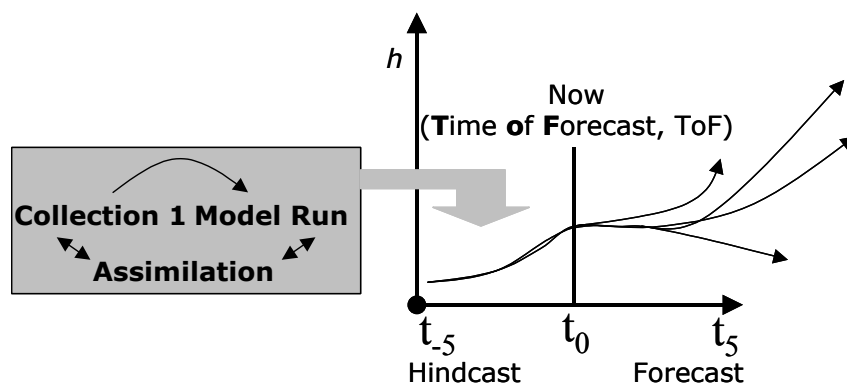 h
Now
(Time of Forecast, ToF)
Collection 1 Model Run
Assimilation
t-5 t0 t5
Hindcast Forecast